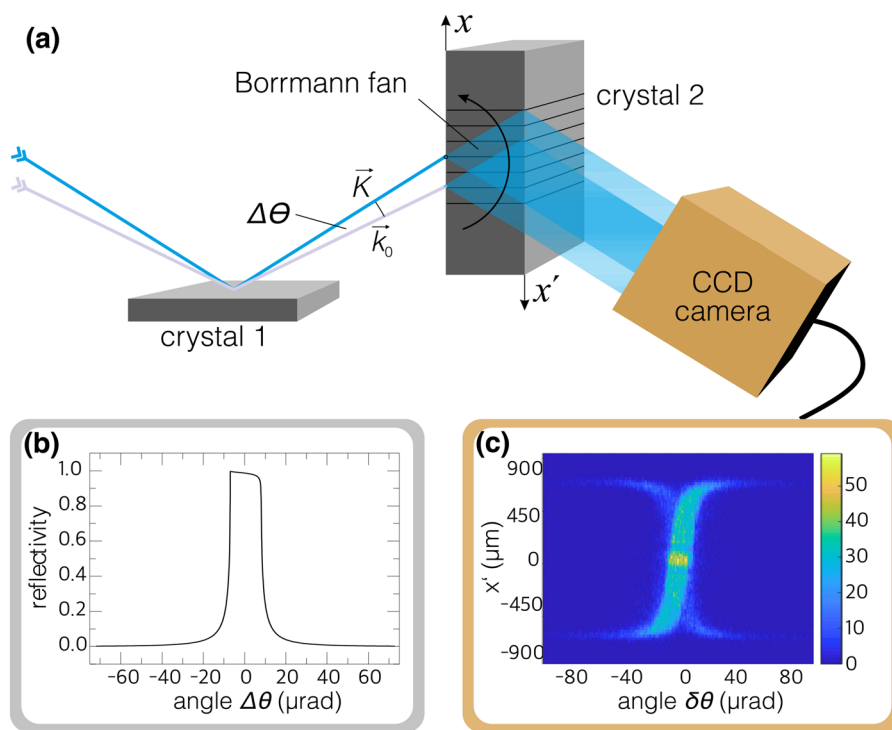 (a)
x
Borrmann fan
crystal 2
K⃗
Δθ
k⃗₀
x′
CCD
camera
crystal 1
(b)
1.0
0.8
0.6
0.4
0.2
0.0
reflectivity
-60 -40 -20 0 20 40 60
angle Δθ (μrad)
(c)
900
450
0
-450
-900
x‘ (μm)
-80 -40 0 40 80
angle δθ (μrad)
50
40
30
20
10
0